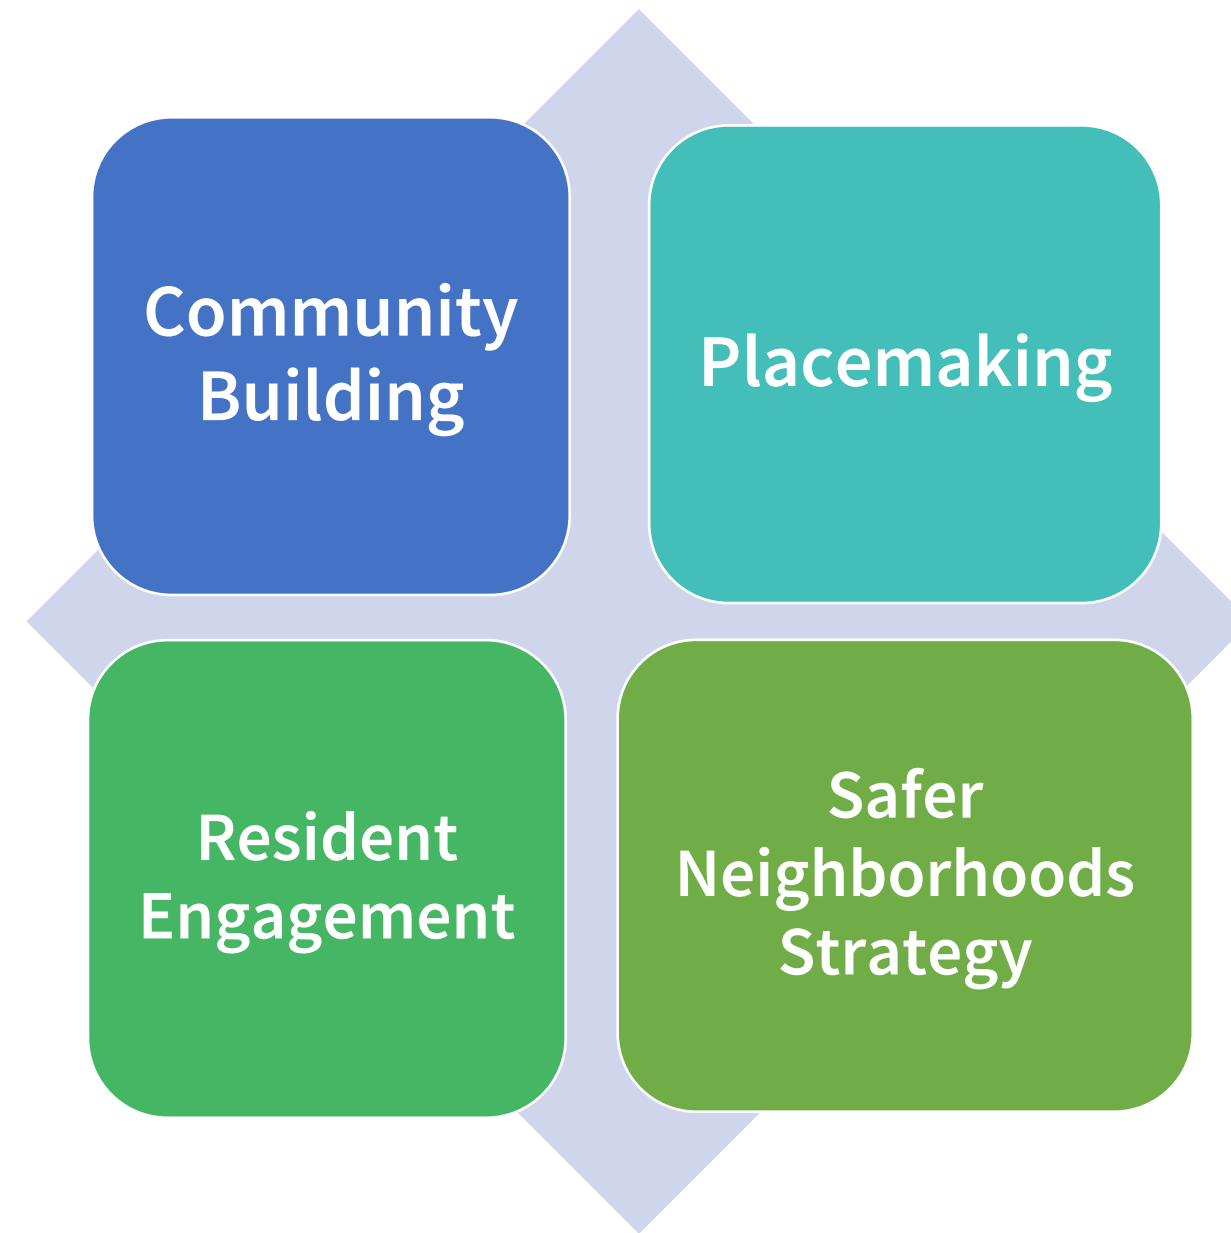 Community
Building
Placemaking
Resident
Engagement
Safer
Neighborhoods
Strategy